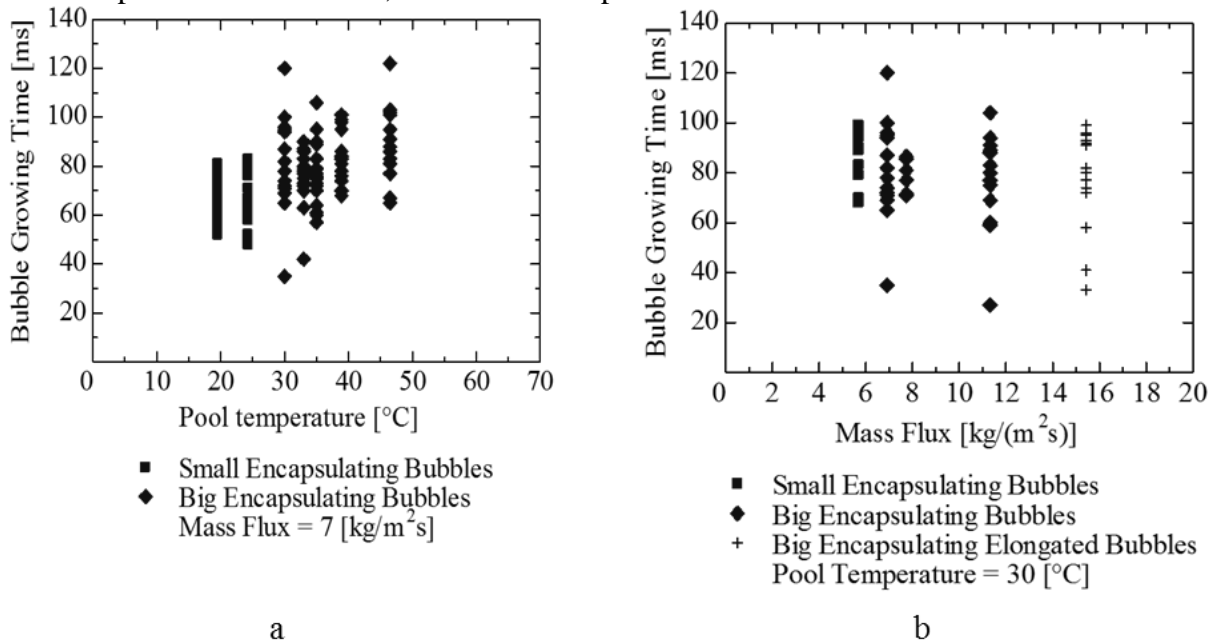 140
120
100
80
60
40
20
0 10 20 30 40 50 60 70
Bubble Growing Time [ms]
Pool temperature [°C]
■ Small Encapsulating Bubbles
◆ Big Encapsulating Bubbles
Mass Flux = 7 [kg/m²s]
a
140
120
100
80
60
40
20
0 2 4 6 8 10 12 14 16 18 20
Bubble Growing Time [ms]
Mass Flux [kg/(m²s)]
■ Small Encapsulating Bubbles
◆ Big Encapsulating Bubbles
+ Big Encapsulating Elongated Bubbles
Pool Temperature = 30 [°C]
b